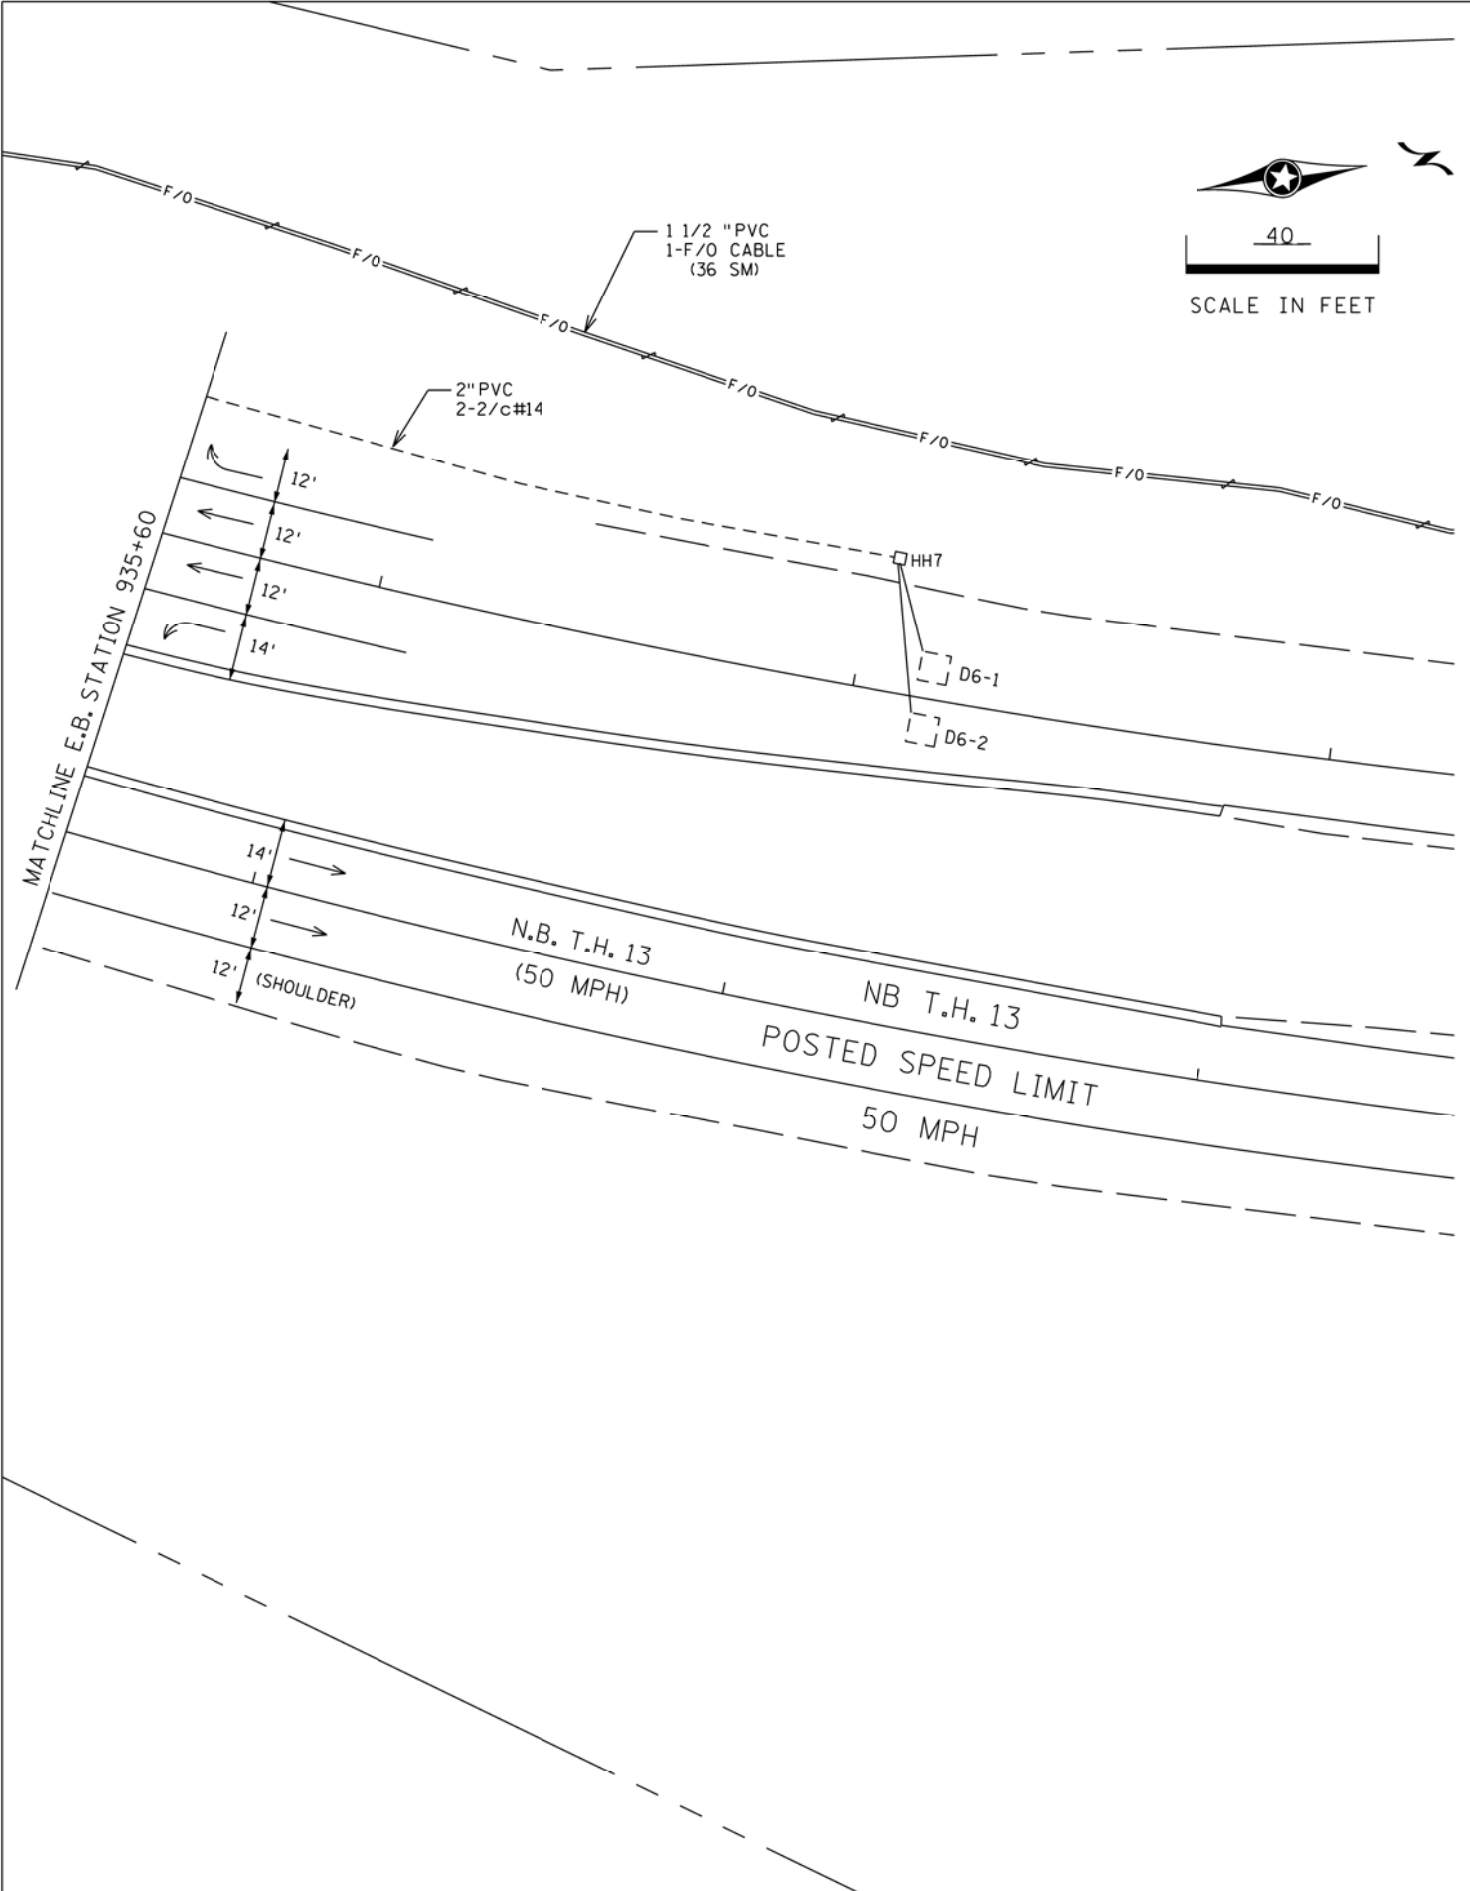 F/O
F/O
F/O
F/O
F/O
F/O
F/O
1 1/2 "PVC
1-F/O CABLE
(36 SM)
40
SCALE IN FEET
2"PVC
2-2/c#14
12'
12'
12'
14'
HH7
D6-1
D6-2
MATCHLINE E.B. STATION 935+60
14'
12'
12' (SHOULDER)
N.B. T.H. 13
(50 MPH)
NB T.H. 13
POSTED SPEED LIMIT
50 MPH